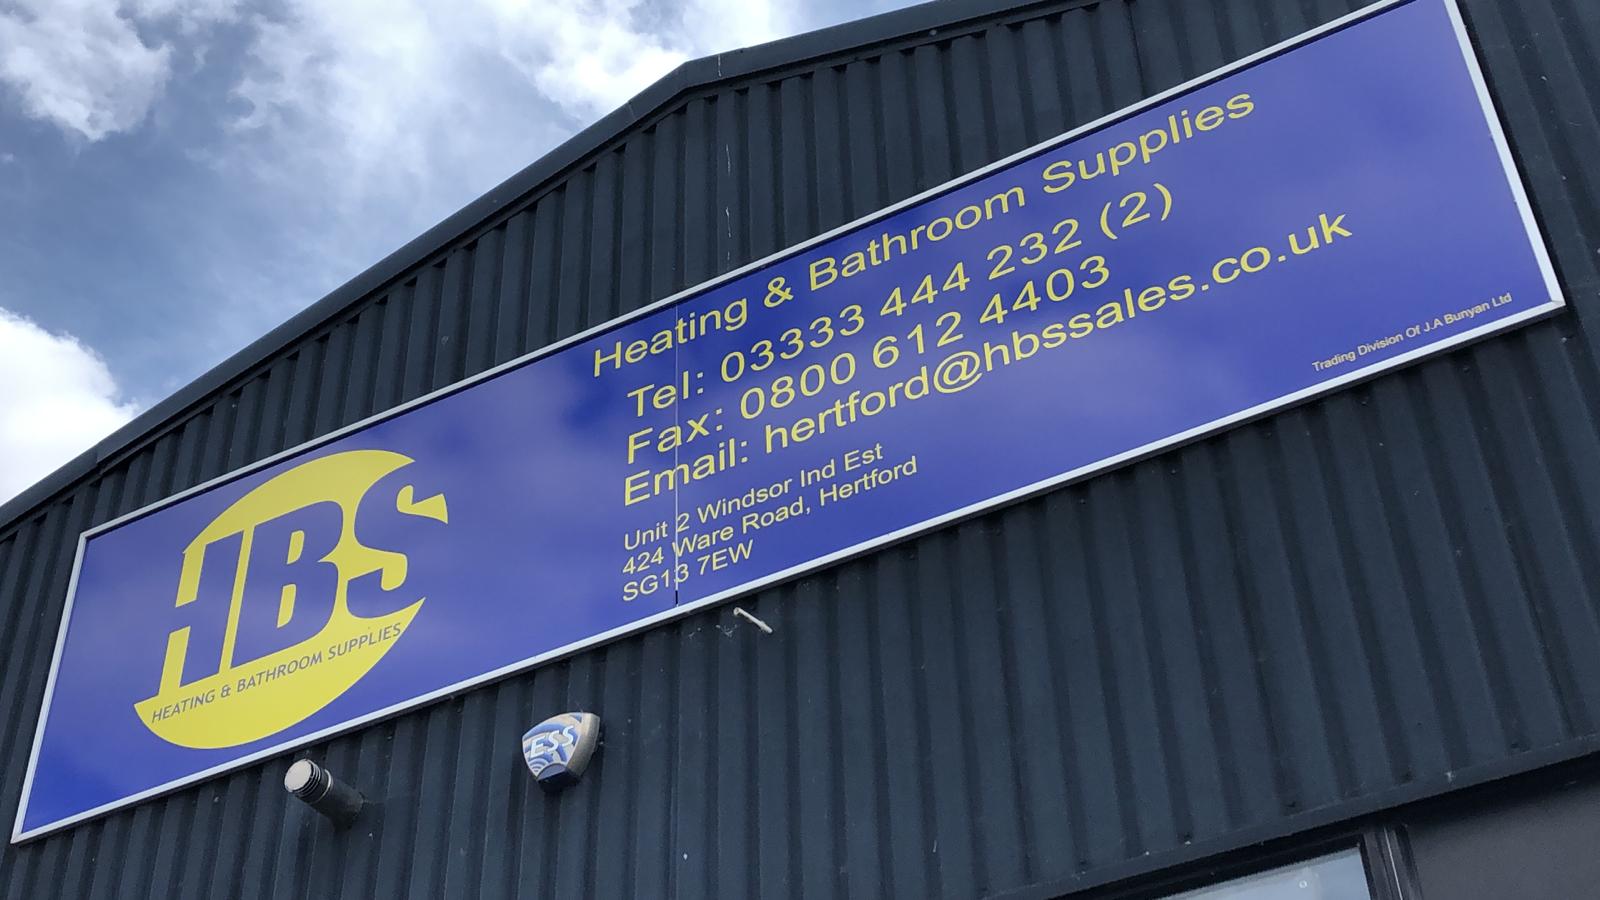 HBS
HEATING & BATHROOM SUPPLIES
Heating & Bathroom Supplies
Tel: 03333 444 232 (2)
Fax: 0800 612 4403
Email: hertford@hbssales.co.uk
Unit 2 Windsor Ind Est
424 Ware Road, Hertford
SG13 7EW
Trading Division Of J.A Bunyan Ltd
ESS